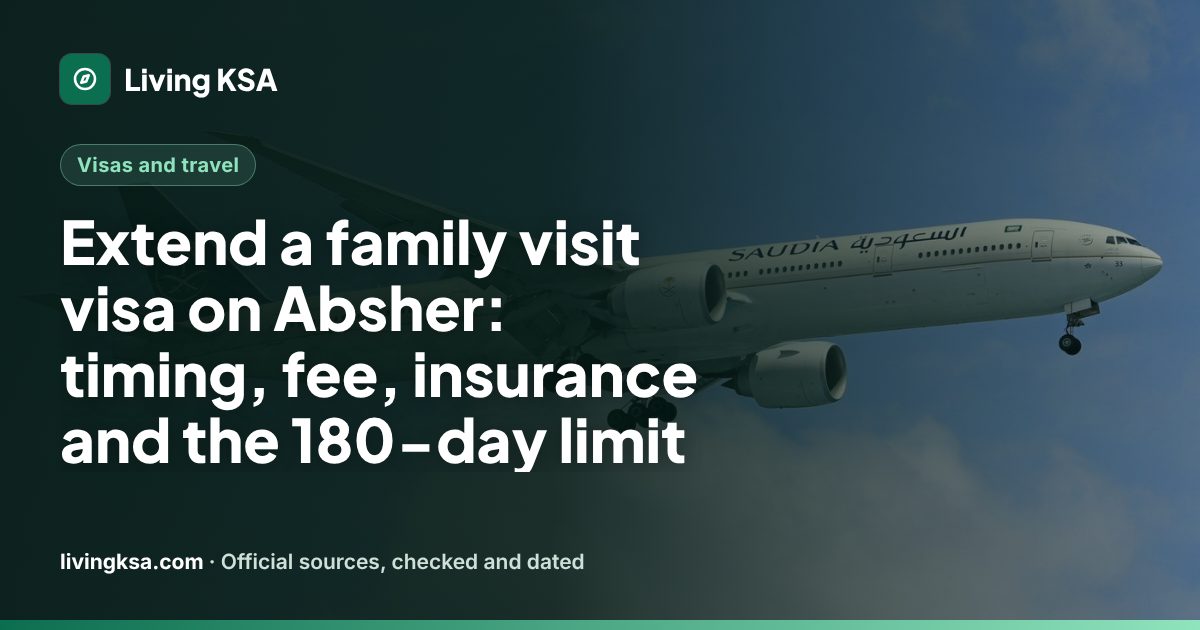 Living KSA
Visas and travel
Extend a family visit
visa on Absher:
timing, fee, insurance
and the 180-day limit
SAUDIA السعودية
33
livingksa.com · Official sources, checked and dated